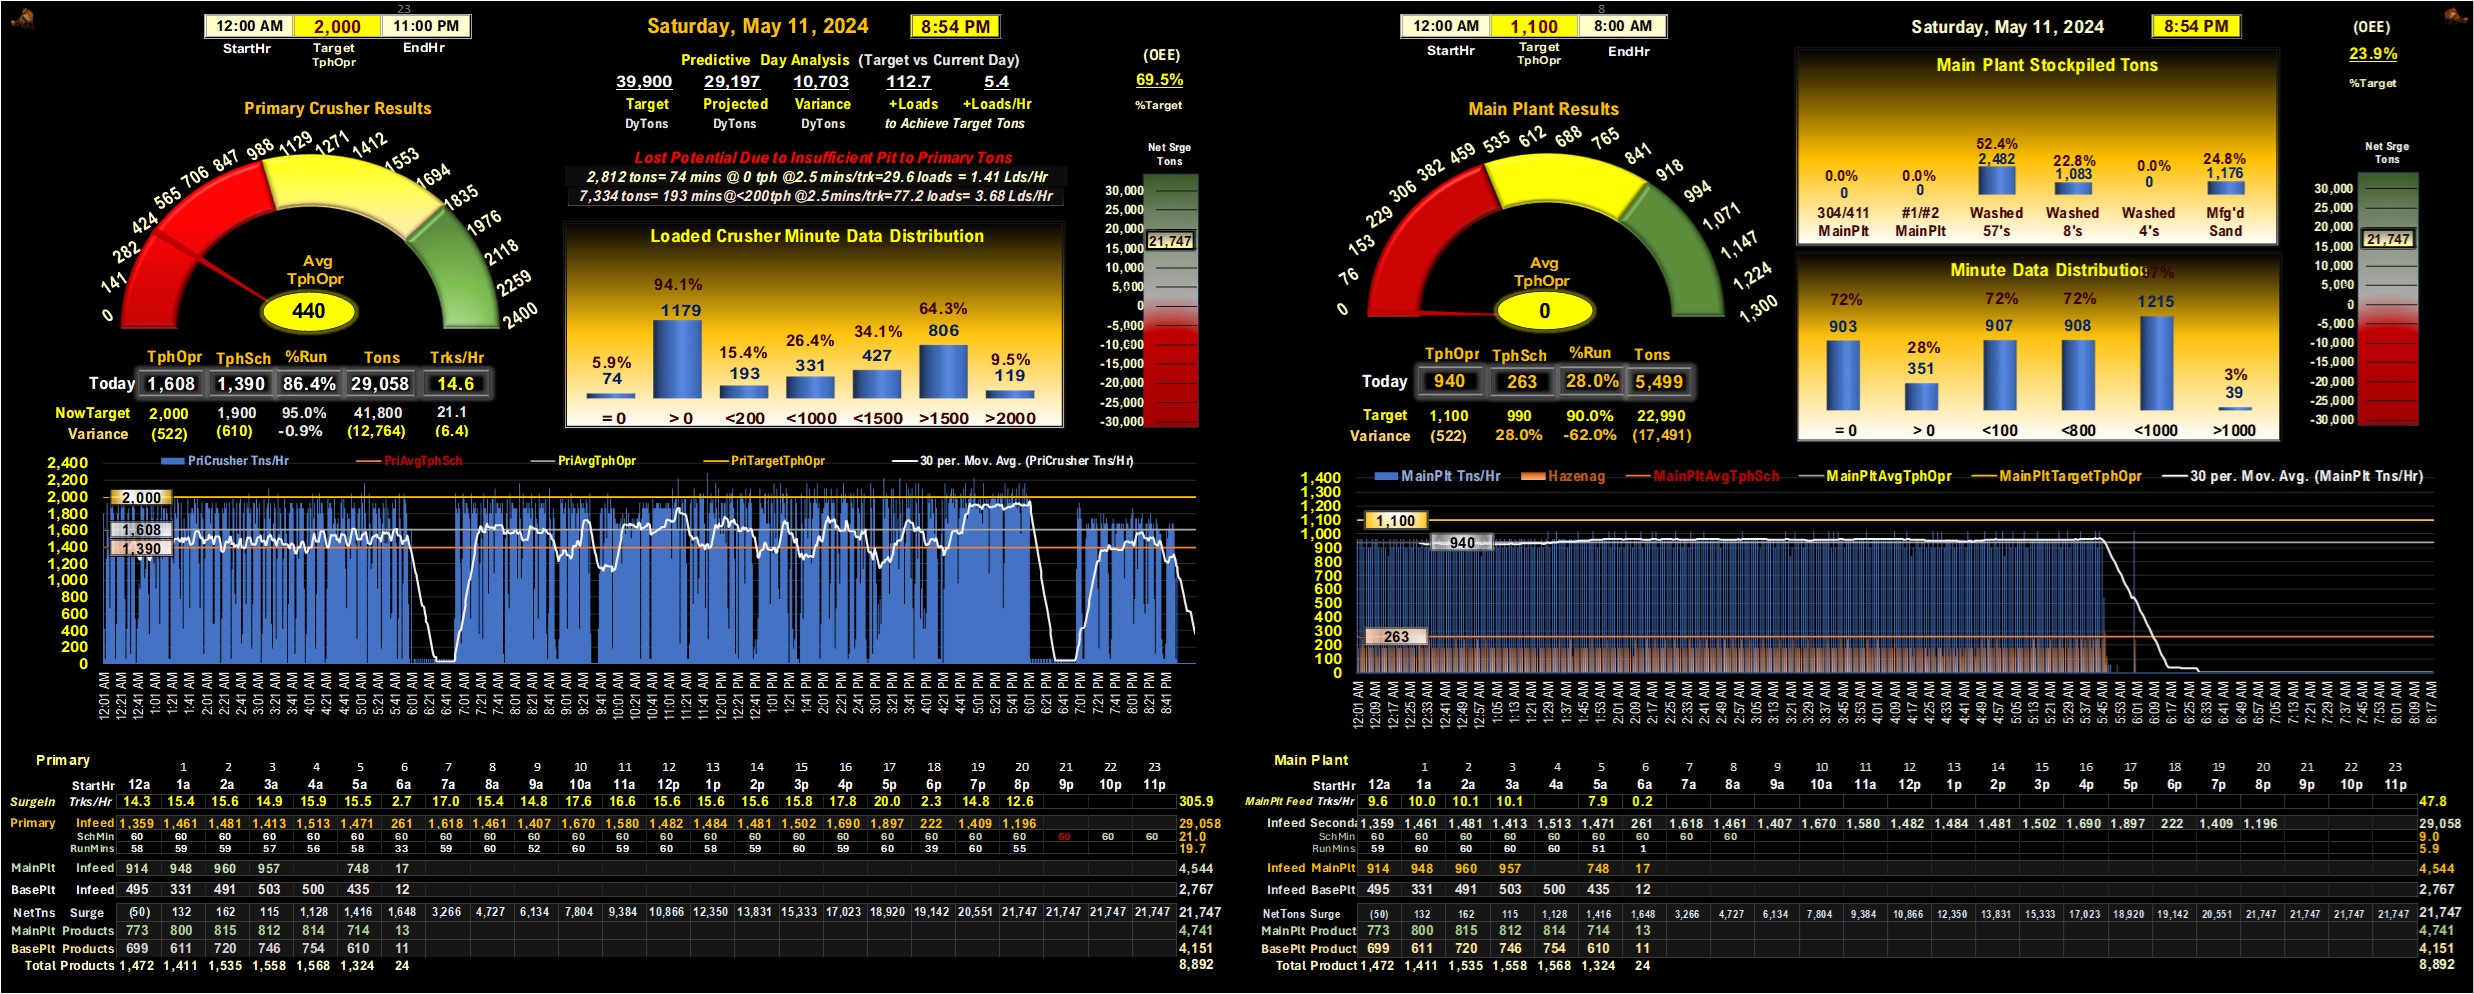 23
12:00 AM 2,000 11:00 PM
StartHr Target TphOpr EndHr
Saturday, May 11, 2024 8:54 PM
Predictive Day Analysis (Target vs Current Day)
39,900 29,197 10,703 112.7 5.4
Target Projected Variance +Loads +Loads/Hr
DyTons DyTons DyTons to Achieve Target Tons
(OEE)
69.5%
%Target
Lost Potential Due to Insufficient Pit to Primary Tons
2,812 tons= 74 mins @ 0 tph @2.5 mins/trk=29.6 loads = 1.41 Lds/Hr
7,334 tons= 193 mins@<200tph @2.5mins/trk=77.2 loads= 3.68 Lds/Hr
Primary Crusher Results
0 141 282 424 565 706 847 988 1129 1271 1412 1553 1694 1835 1976 2118 2259 2400
Avg
TphOpr
440
TphOpr TphSch %Run Tons Trks/Hr
Today 1,608 1,390 86.4% 29,058 14.6
NowTarget 2,000 1,900 95.0% 41,800 21.1
Variance (522) (610) -0.9% (12,764) (6.4)
Loaded Crusher Minute Data Distribution
5.9% 94.1% 15.4% 26.4% 34.1% 64.3% 9.5%
74 1179 193 331 427 806 119
= 0 > 0 <200 <1000 <1500 >1500 >2000
Net Srge
Tons
30,000
25,000
20,000
21,747
15,000
10,000
5,000
0
-5,000
-10,000
-15,000
-20,000
-25,000
-30,000
PriCrusher Tns/Hr PriAvgTphSch PriAvgTphOpr PriTargetTphOpr 30 per. Mov. Avg. (PriCrusher Tns/Hr)
2,400
2,200
2,000 2,000
1,800
1,600 1,608
1,400 1,390
1,200
1,000
800
600
400
200
0
12:01 AM 12:21 AM 12:41 AM 1:01 AM 1:21 AM 1:41 AM 2:01 AM 2:21 AM 2:41 AM 3:01 AM 3:21 AM 3:41 AM 4:01 AM 4:21 AM 4:41 AM 5:01 AM 5:21 AM 5:41 AM 6:01 AM 6:21 AM 6:41 AM 7:01 AM 7:21 AM 7:41 AM 8:01 AM 8:21 AM 8:41 AM 9:01 AM 9:21 AM 9:41 AM 10:01 AM 10:21 AM 10:41 AM 11:01 AM 11:21 AM 11:41 AM 12:01 PM 12:21 PM 12:41 PM 1:01 PM 1:21 PM 1:41 PM 2:01 PM 2:21 PM 2:41 PM 3:01 PM 3:21 PM 3:41 PM 4:01 PM 4:21 PM 4:41 PM 5:01 PM 5:21 PM 5:41 PM 6:01 PM 6:21 PM 6:41 PM 7:01 PM 7:21 PM 7:41 PM 8:01 PM 8:21 PM 8:41 PM
Primary 1 2 3 4 5 6 7 8 9 10 11 12 13 14 15 16 17 18 19 20 21 22 23
StartHr 12a 1a 2a 3a 4a 5a 6a 7a 8a 9a 10a 11a 12p 1p 2p 3p 4p 5p 6p 7p 8p 9p 10p 11p
SurgeIn Trks/Hr 14.3 15.4 15.6 14.9 15.9 15.5 2.7 17.0 15.4 14.8 17.6 16.6 15.6 15.6 15.6 15.8 17.8 20.0 2.3 14.8 12.6 305.9
Primary Infeed 1,359 1,461 1,481 1,413 1,513 1,471 261 1,618 1,461 1,407 1,670 1,580 1,482 1,484 1,481 1,502 1,690 1,897 222 1,409 1,196 29,058
SchMin 60 60 60 60 60 60 60 60 60 60 60 60 60 60 60 60 60 60 60 60 60 60 60 60 21.0
RunMins 58 59 59 57 56 58 33 59 60 52 60 59 60 58 59 60 58 60 39 60 55 19.7
MainPlt Infeed 914 948 960 957 748 17 4,544
BasePlt Infeed 495 331 491 503 500 435 12 2,767
NetTns Surge (50) 132 162 115 1,128 1,416 1,648 3,266 4,727 6,134 7,804 9,384 10,866 12,350 13,831 15,333 17,023 18,920 19,142 20,551 21,747 21,747 21,747 21,747 21,747
MainPlt Products 773 800 815 812 814 714 13 4,741
BasePlt Products 699 611 720 746 754 610 11 4,151
Total Products 1,472 1,411 1,535 1,558 1,568 1,324 24 8,892
8
12:00 AM 1,100 8:00 AM
StartHr Target TphOpr EndHr
Saturday, May 11, 2024 8:54 PM
(OEE)
23.9%
%Target
Main Plant Results
0 76 153 229 306 382 459 535 612 688 765 841 918 994 1,071 1,147 1,224 1,300
Avg
TphOpr
0
TphOpr TphSch %Run Tons
Today 940 263 28.0% 5,499
Target 1,100 990 90.0% 22,990
Variance (522) 28.0% -62.0% (17,491)
Main Plant Stockpiled Tons
0.0% 0.0% 52.4% 22.8% 0.0% 24.8%
0 0 2,482 1,083 0 1,176
304/411 #1/#2 Washed Washed Washed Mfg'd
MainPlt MainPlt 57's 8's 4's Sand
Minute Data Distribution 97%
72% 28% 72% 72% 3%
903 351 907 908 1215 39
= 0 > 0 <100 <800 <1000 >1000
Net Srge
Tons
30,000
25,000
20,000
21,747
15,000
10,000
5,000
0
-5,000
-10,000
-15,000
-20,000
-25,000
-30,000
MainPlt Tns/Hr Hazenag MainPltAvgTphSch MainPltAvgTphOpr MainPltTargetTphOpr 30 per. Mov. Avg. (MainPlt Tns/Hr)
1,400
1,300
1,200
1,100 1,100
1,000
900 940
800
700
600
500
400
300 263
200
100
0
12:01 AM 12:09 AM 12:17 AM 12:25 AM 12:33 AM 12:41 AM 12:49 AM 12:57 AM 1:05 AM 1:13 AM 1:21 AM 1:29 AM 1:37 AM 1:45 AM 1:53 AM 2:01 AM 2:09 AM 2:17 AM 2:25 AM 2:33 AM 2:41 AM 2:49 AM 2:57 AM 3:05 AM 3:13 AM 3:21 AM 3:29 AM 3:37 AM 3:45 AM 3:53 AM 4:01 AM 4:09 AM 4:17 AM 4:25 AM 4:33 AM 4:41 AM 4:49 AM 4:57 AM 5:05 AM 5:13 AM 5:21 AM 5:29 AM 5:37 AM 5:45 AM 5:53 AM 6:01 AM 6:09 AM 6:17 AM 6:25 AM 6:33 AM 6:41 AM 6:49 AM 6:57 AM 7:05 AM 7:13 AM 7:21 AM 7:29 AM 7:37 AM 7:45 AM 7:53 AM 8:01 AM 8:09 AM 8:17 AM
Main Plant 1 2 3 4 5 6 7 8 9 10 11 12 13 14 15 16 17 18 19 20 21 22 23
StartHr 12a 1a 2a 3a 4a 5a 6a 7a 8a 9a 10a 11a 12p 1p 2p 3p 4p 5p 6p 7p 8p 9p 10p 11p
MainPlt Feed Trks/Hr 9.6 10.0 10.1 10.1 7.9 0.2 47.8
Infeed Seconda 1,359 1,461 1,481 1,413 1,513 1,471 261 1,618 1,461 1,407 1,670 1,580 1,482 1,484 1,481 1,502 1,690 1,897 222 1,409 1,196 29,058
SchMin 60 60 60 60 60 60 60 60 60 9.0
RunMins 59 60 60 60 60 51 1 5.9
Infeed MainPlt 914 948 960 957 748 17 4,544
Infeed BasePlt 495 331 491 503 500 435 12 2,767
NetTons Surge (50) 132 162 115 1,128 1,416 1,648 3,266 4,727 6,134 7,804 9,384 10,866 12,350 13,831 15,333 17,023 18,920 19,142 20,551 21,747 21,747 21,747 21,747 21,747
MainPlt Product 773 800 815 812 814 714 13 4,741
BasePlt Product 699 611 720 746 754 610 11 4,151
Total Product 1,472 1,411 1,535 1,558 1,568 1,324 24 8,892